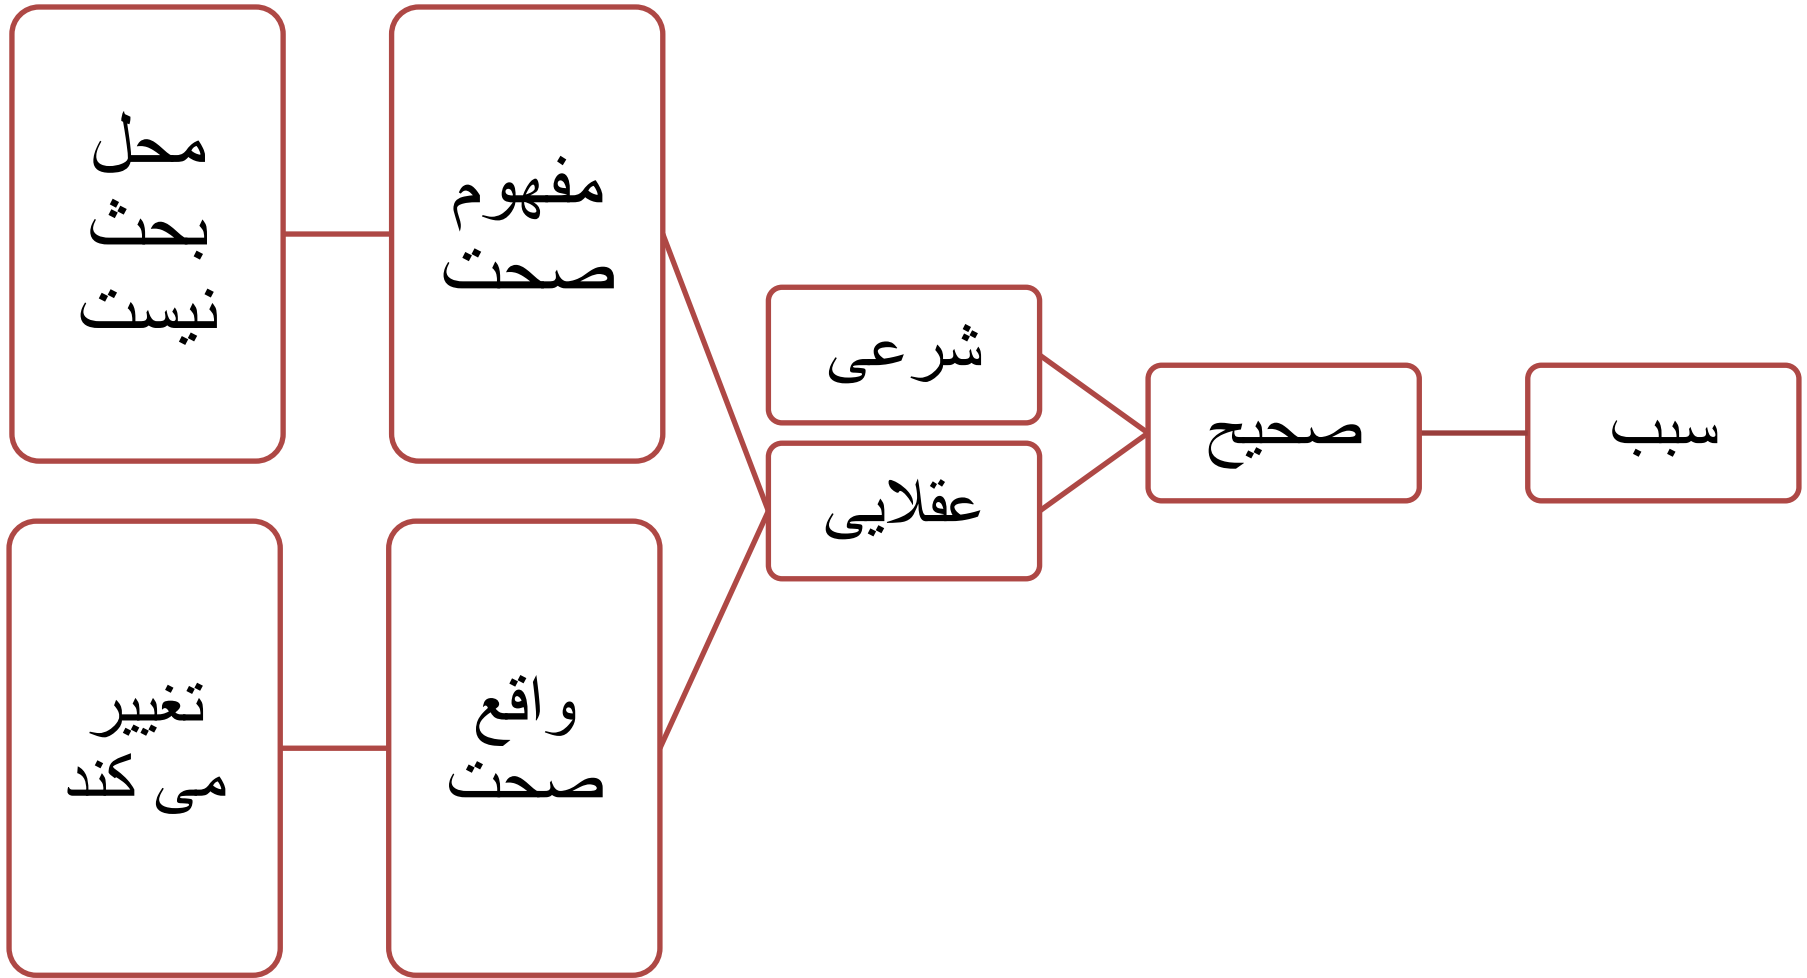 سبب
صحیح
شرعی
عقلایی
مفهوم
صحت
محل
بحث
نیست
واقع
صحت
تغییر
می کند